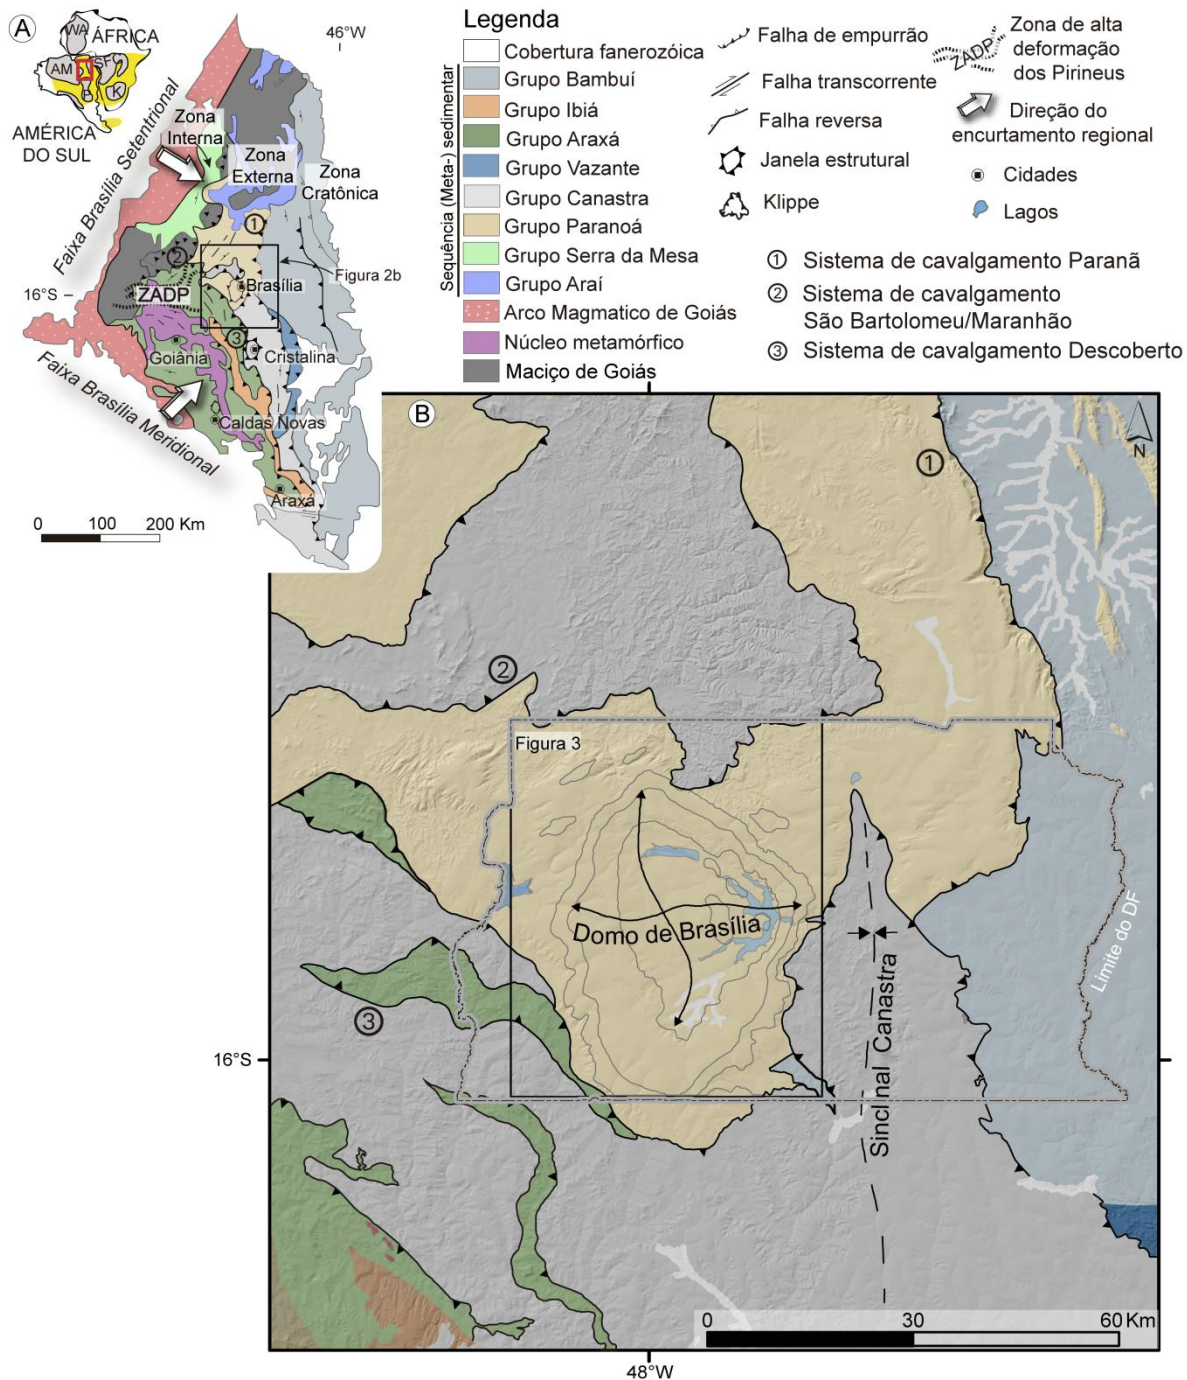 A
WA
ÁFRICA
AM
SF
P
K
AMÉRICA
DO SUL
46°W
Zona
Interna
Zona
Externa
Zona
Cratônica
Faixa Brasília Setentrional
1
2
Figura 2b
16°S
ZADP
Brasília
3
Goiânia
Cristalina
Caldas Novas
Faixa Brasília Meridional
Araxá
0 100 200 Km
Legenda
Cobertura fanerozóica
Grupo Bambuí
Grupo Ibiá
Grupo Araxá
Grupo Vazante
Grupo Canastra
Grupo Paranoá
Grupo Serra da Mesa
Grupo Araí
Arco Magmatico de Goiás
Núcleo metamórfico
Maciço de Goiás
Sequência (Meta-) sedimentar
Falha de empurrão
Falha transcorrente
Falha reversa
Janela estrutural
Klippe
ZADP
Zona de alta
deformação
dos Pirineus
Direção do
encurtamento regional
Cidades
Lagos
1 Sistema de cavalgamento Paranã
2 Sistema de cavalgamento
São Bartolomeu/Maranhão
3 Sistema de cavalgamento Descoberto
B
1
N
2
Figura 3
Domo de Brasília
Limite do DF
Sinclinal Canastra
3
16°S
0 30 60 Km
48°W